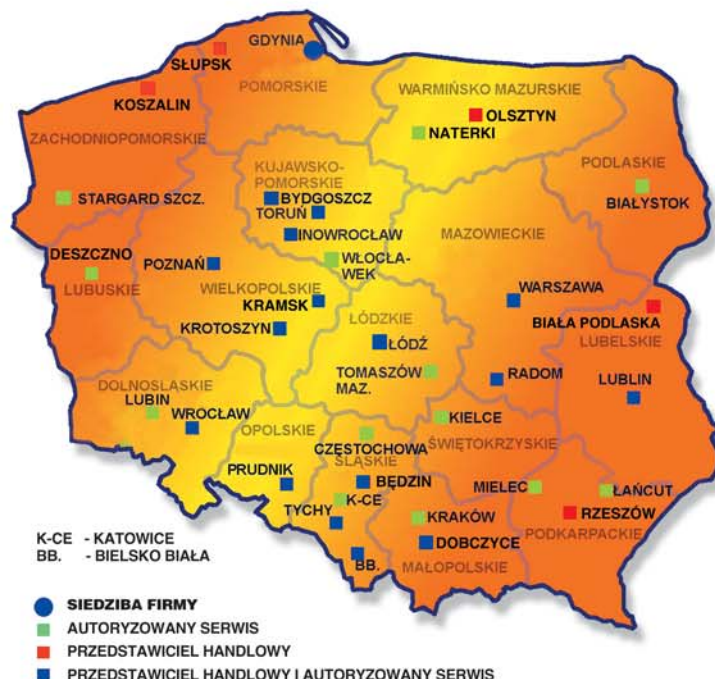 GDYNIA
SŁUPSK
POMORSKIE
WARMIŃSKO MAZURSKIE
KOSZALIN
OLSZTYN
NATERKI
ZACHODNIOPOMORSKIE
KUJAWSKO-
POMORSKIE
PODLASKIE
STARGARD SZCZ.
BYDGOSZCZ
BIAŁYSTOK
TORUŃ
INOWROCŁAW
MAZOWIECKIE
DESZCZNO
LUBUSKIE
POZNAŃ
WŁOCŁA-
WEK
WIELKOPOLSKIE
WARSZAWA
KRAMSK
BIAŁA PODLASKA
ŁÓDZKIE
KROTOSZYN
LUBELSKIE
ŁÓDŹ
TOMASZÓW
MAZ.
RADOM
LUBLIN
DOLNOSLĄSKIE
LUBIN
WROCŁAW
KIELCE
OPOLSKIE
CZĘSTOCHOWA
ŚWIĘTOKRZYSKIE
ŚLĄSKIE
PRUDNIK
BĘDZIN
MIELEC
ŁAŃCUT
K-CE
TYCHY
KRAKÓW
RZESZÓW
PODKARPACKIE
DOBCZYCE
BB.
MAŁOPOLSKIE
K-CE - KATOWICE
BB. - BIELSKO BIAŁA
SIEDZIBA FIRMY
AUTORYZOWANY SERWIS
PRZEDSTAWICIEL HANDLOWY
PRZEDSTAWICIEL HANDLOWY I AUTORYZOWANY SERWIS